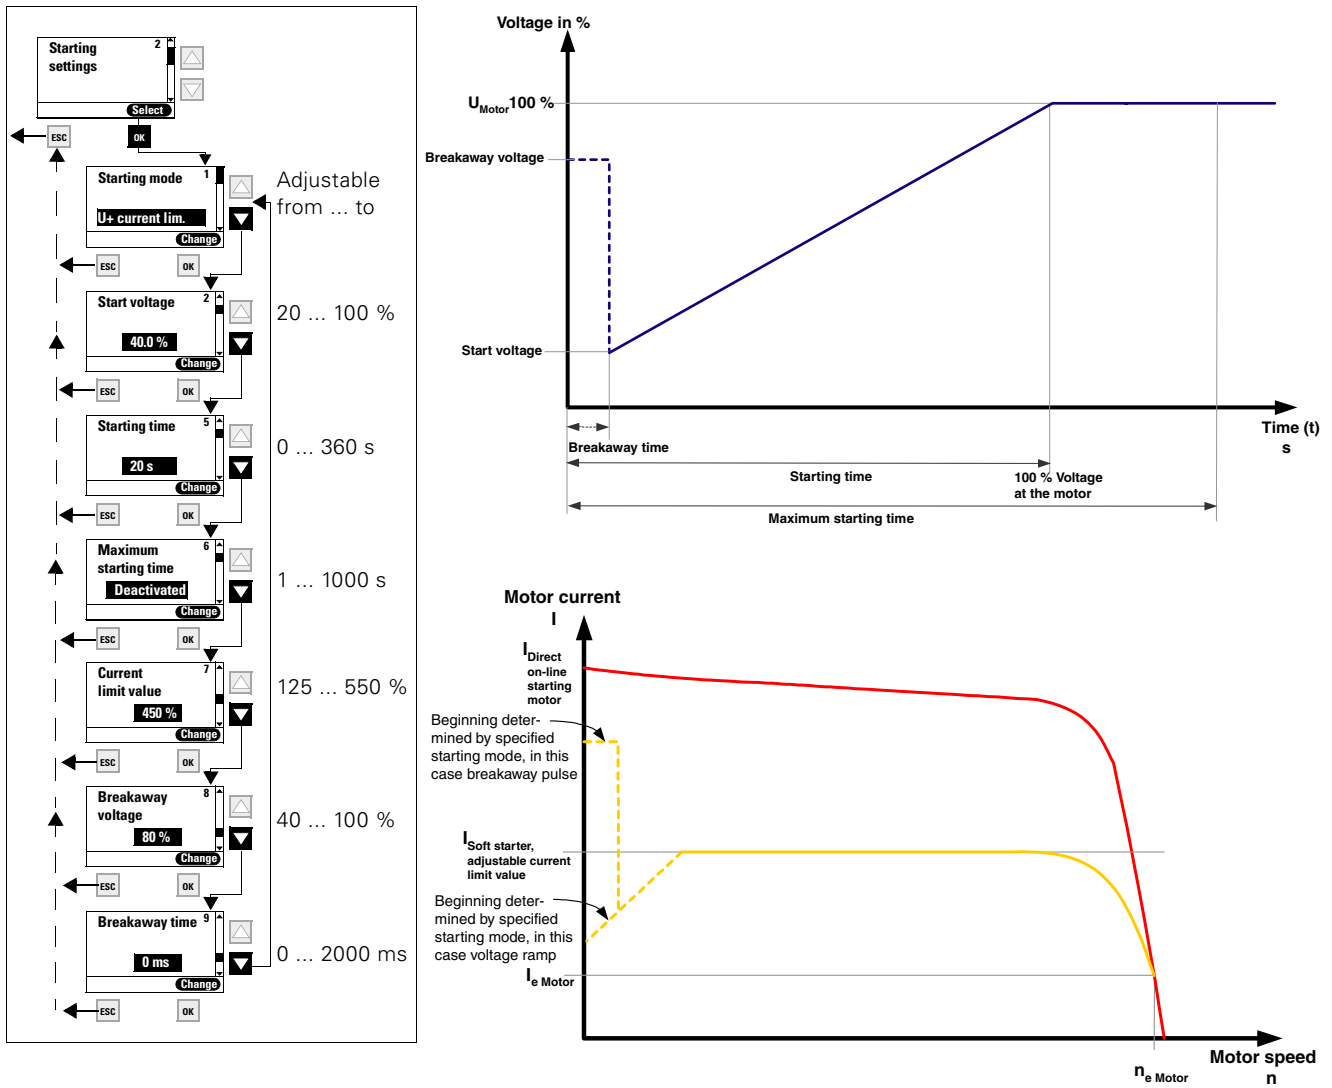 Starting
settings
2
Select
ESC
OK
Starting mode
1
U+ current lim.
Change
Adjustable
from ... to
ESC
OK
Start voltage
2
40.0 %
Change
20 ... 100 %
ESC
OK
Starting time
5
20 s
Change
0 ... 360 s
ESC
OK
Maximum
starting time
6
Deactivated
Change
1 ... 1000 s
ESC
OK
Current
limit value
7
450 %
Change
125 ... 550 %
ESC
OK
Breakaway
voltage
8
80 %
Change
40 ... 100 %
ESC
OK
Breakaway time
9
0 ms
Change
0 ... 2000 ms
ESC
OK
Voltage in %
UMotor100 %
Breakaway voltage
Start voltage
Time (t)
s
Breakaway time
Starting time
100 % Voltage
at the motor
Maximum starting time
Motor current
I
IDirect
on-line
starting
motor
Beginning deter-
mined by specified
starting mode, in this
case breakaway pulse
ISoft starter,
adjustable current
limit value
Beginning deter-
mined by specified
starting mode, in this
case voltage ramp
Ie Motor
ne Motor
Motor speed
n